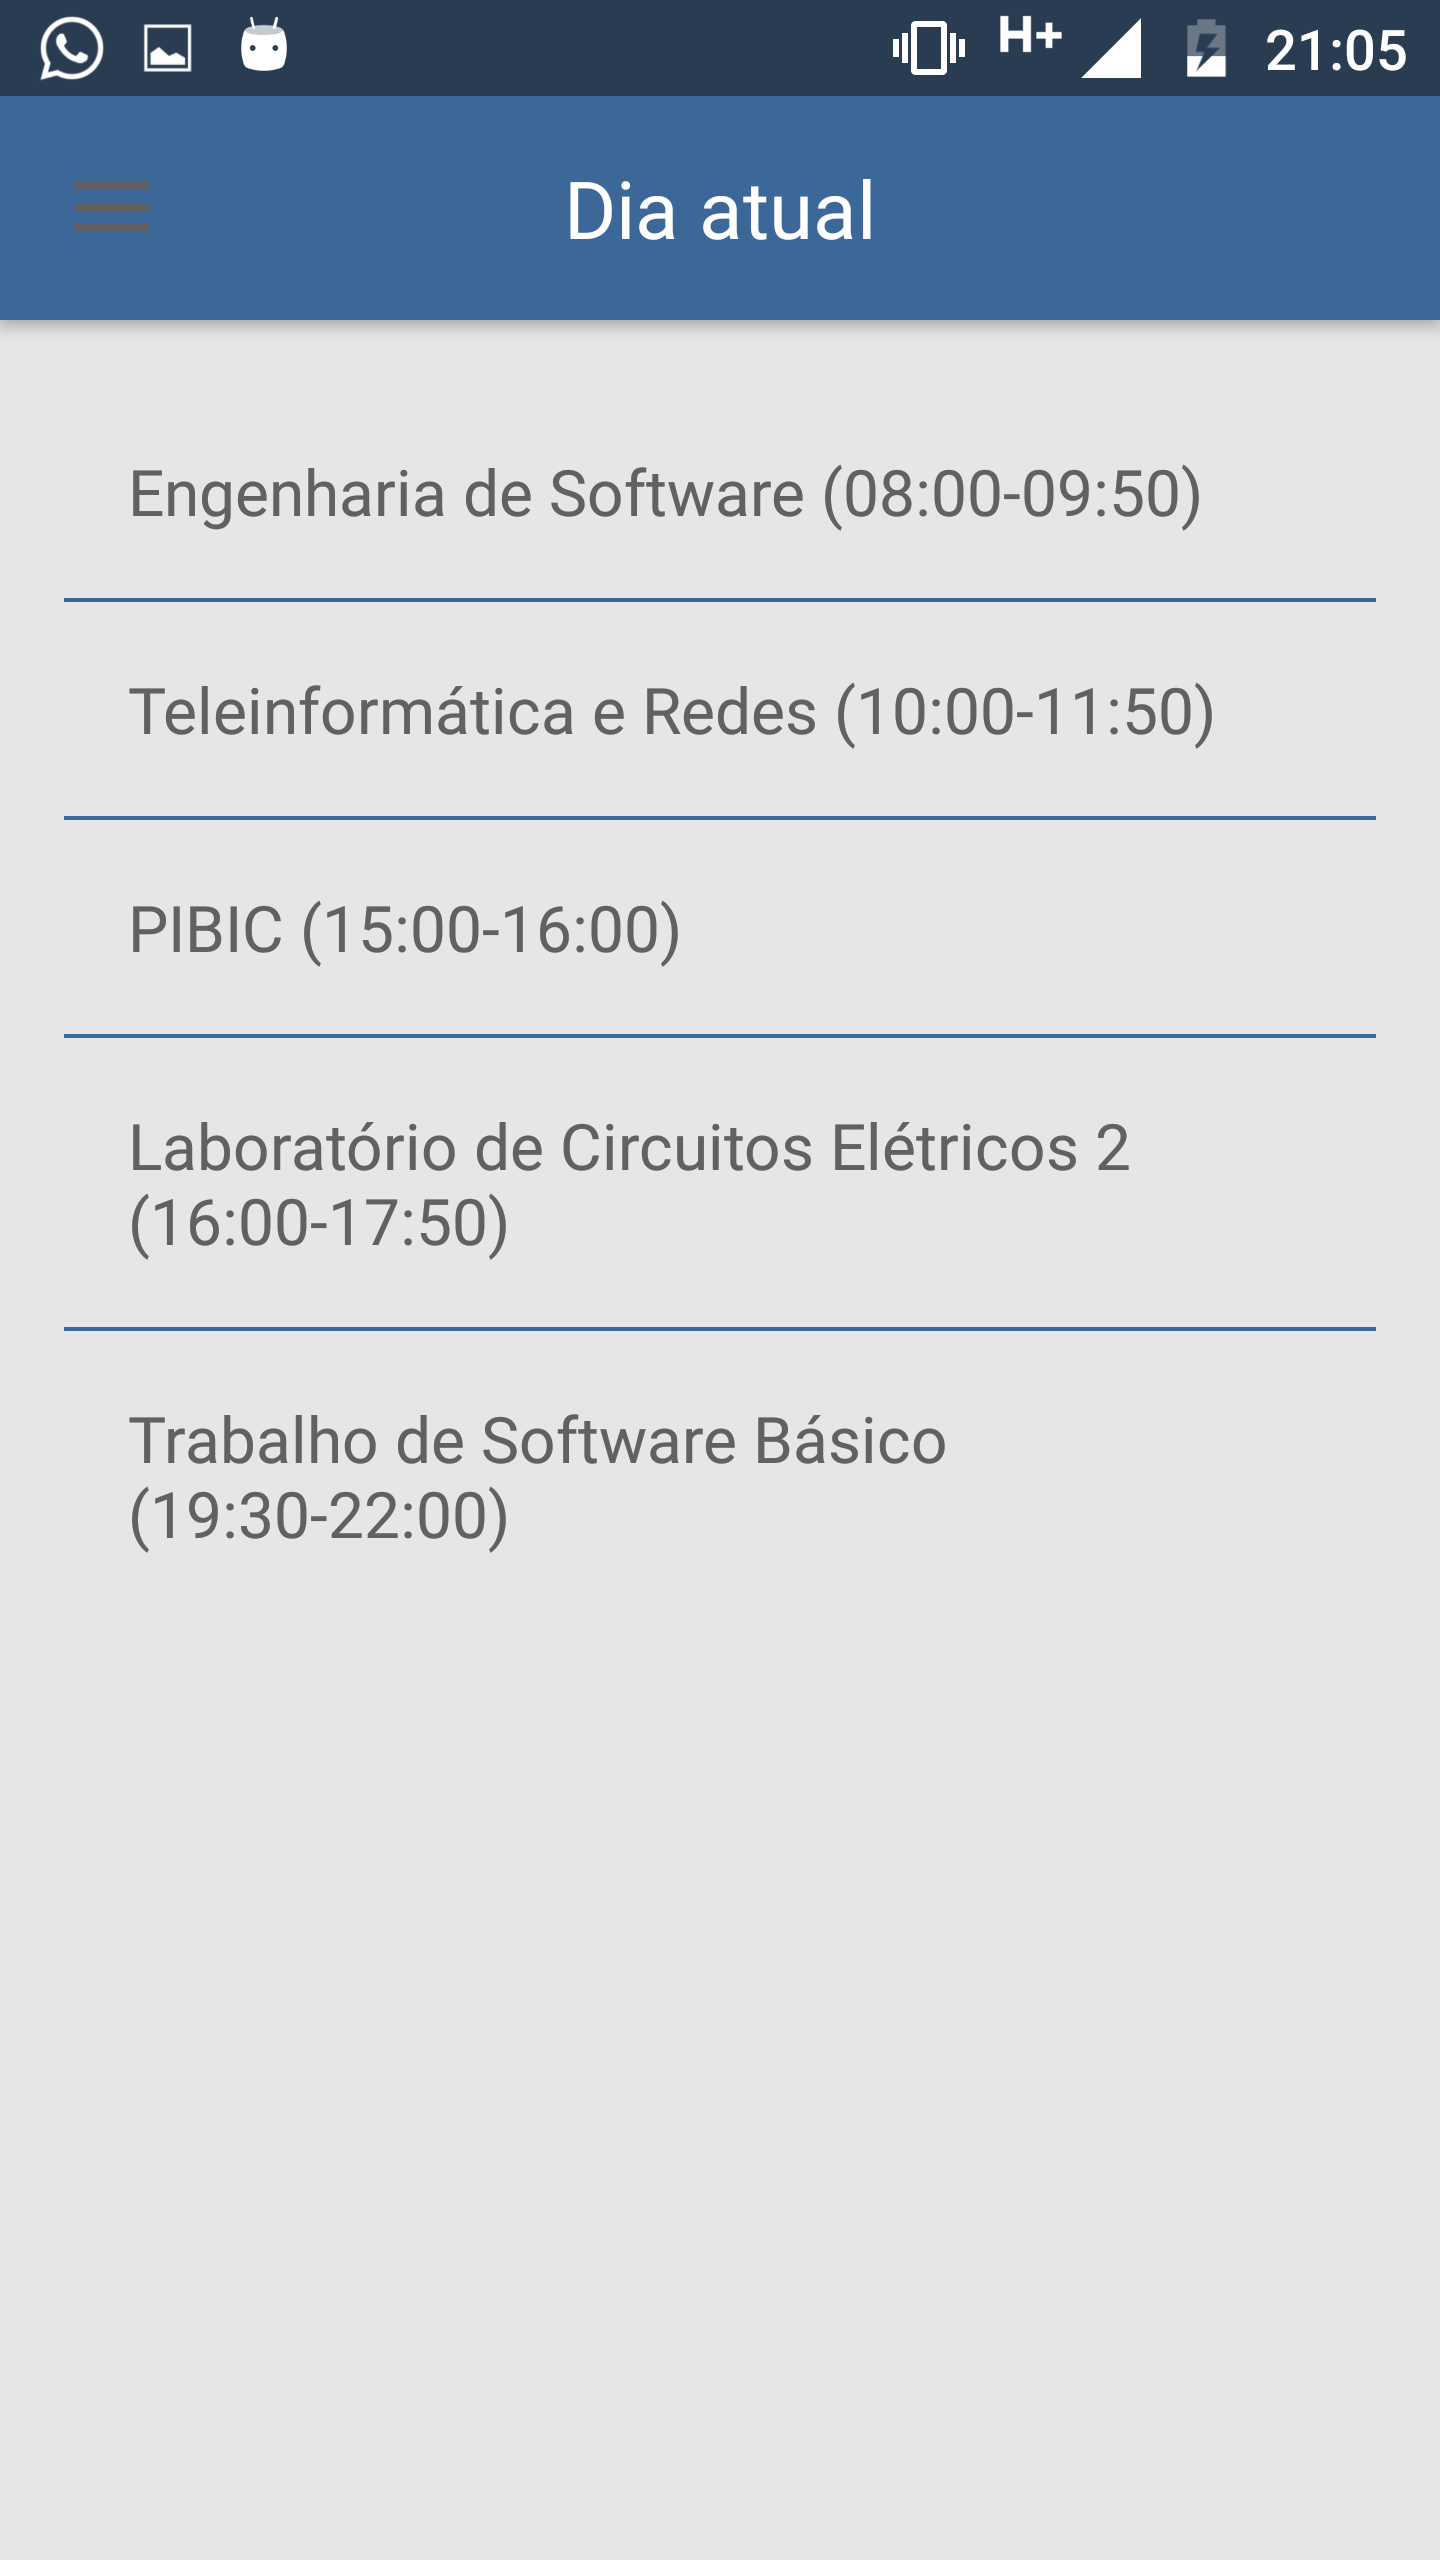 H+ 21:05
Dia atual
Engenharia de Software (08:00-09:50)
Teleinformática e Redes (10:00-11:50)
PIBIC (15:00-16:00)
Laboratório de Circuitos Elétricos 2
(16:00-17:50)
Trabalho de Software Básico
(19:30-22:00)